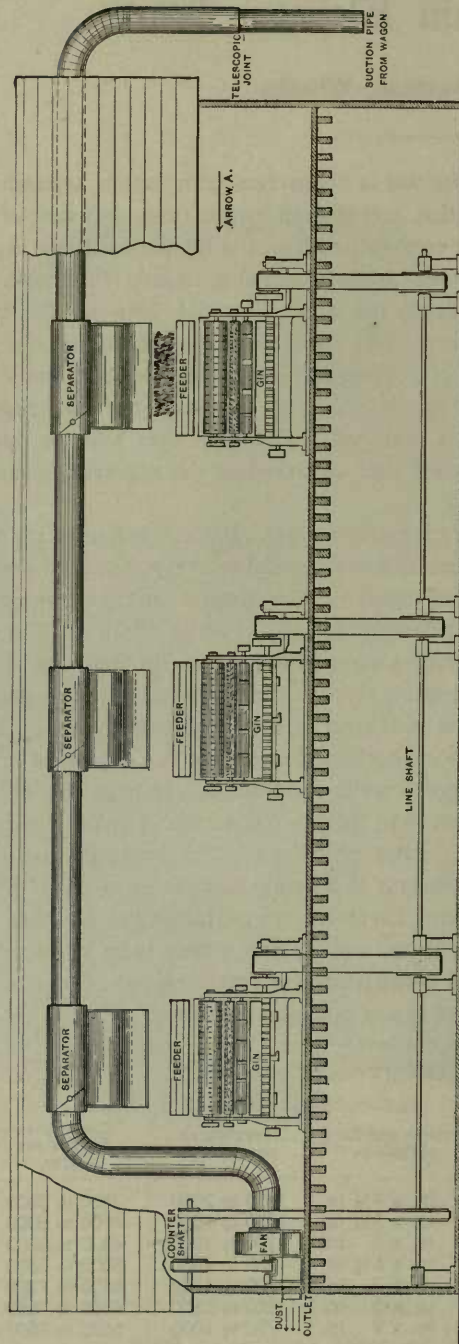 SUCTION PIPE
FROM WAGON
TELESCOPIC
JOINT
ARROW A.
SEPARATOR
FEEDER
GIN
SEPARATOR
FEEDER
GIN
LINE SHAFT
SEPARATOR
FEEDER
GIN
COUNTER
SHAFT
FAN
DUST
OUTLET